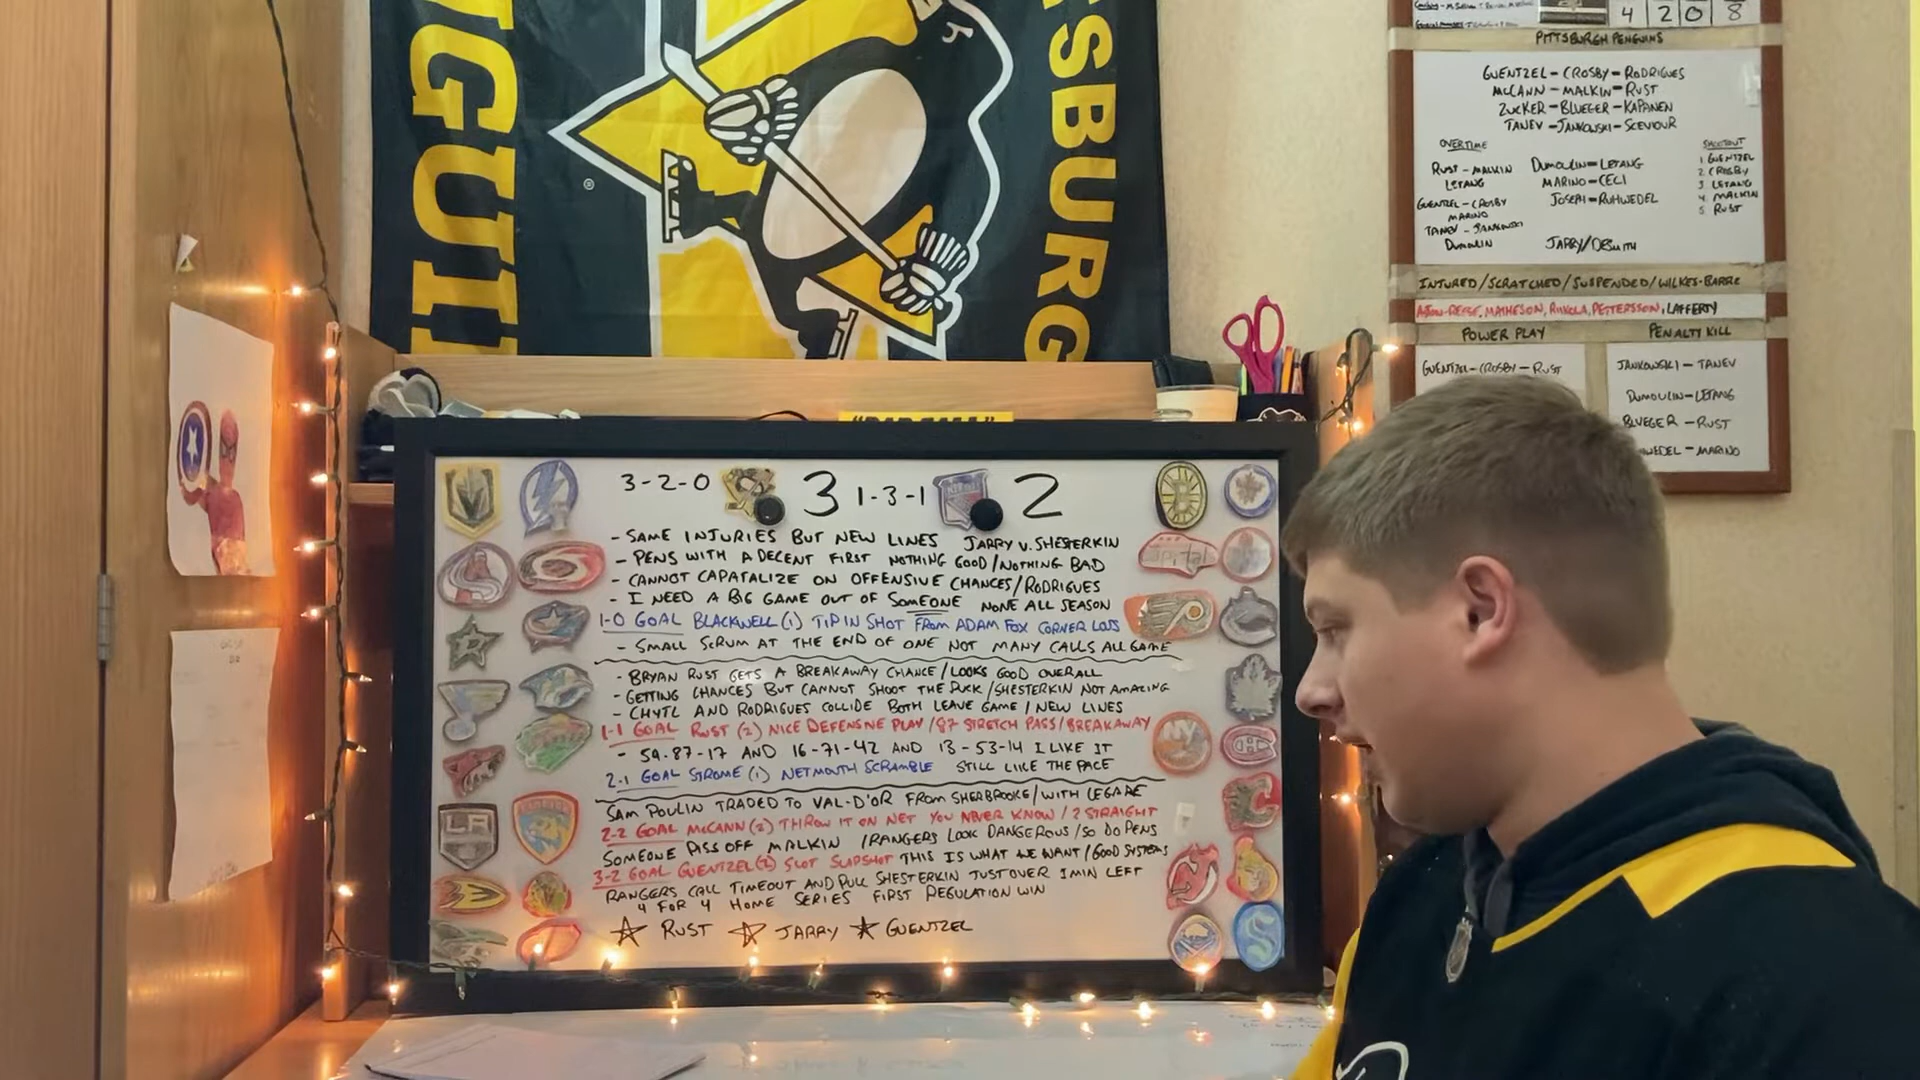 PITTSBURGH PENGUINS
4 2 0 8
GUENTZEL - CROSBY - RODRIGUES
MCCANN - MALKIN - RUST
ZUCKER - BLUEGER - KAPANEN
TANEV - JANKOWSKI - SCEVIOUR
OVERTIME
RUST - MALKIN
LETANG
GUENTZEL - CROSBY
MARINO
TANEV - JANKOWSKI
DUMOULIN
DUMOULIN - LETANG
MARINO - CECI
JOSEPH - RUHWEDEL
JARRY/DESMITH
SHOOTOUT
1 GUENTZEL
2 CROSBY
3 LETANG
4 MALKIN
5 RUST
INJURED/SCRATCHED/SUSPENDED/WILKES-BARRE
MATHESON, RIIKOLA, PETTERSSON, LAFFERTY
POWER PLAY
GUENTZEL - CROSBY - RUST
PENALTY KILL
JANKOWSKI - TANEV
DUMOULIN - LETANG
BLUEGER - RUST
WEDEL - MARINO
NGUI
SBURG
3-2-0 3 1-3-1 2
- SAME INJURIES BUT NEW LINES JARRY V. SHESTERKIN
- PENS WITH A DECENT FIRST NOTHING GOOD/NOTHING BAD
- CANNOT CAPATALIZE ON OFFENSIVE CHANCES/RODRIGUES
- I NEED A BIG GAME OUT OF SOMEONE NONE ALL SEASON
1-0 GOAL BLACKWELL (1) TIP IN SHOT FROM ADAM FOX CORNER
- SMALL SCRUM AT THE END OF ONE NOT MANY CALLS ALL GAME
- BRYAN RUST GETS A BREAKAWAY CHANCE/LOOKS GOOD OVERALL
- GETTING CHANCES BUT CANNOT SHOOT THE PUCK/SHESTERKIN NOT AMAZING
- CHYTL AND RODRIGUES COLLIDE BOTH LEAVE GAME/NEW LINES
1-1 GOAL RUST (2) NICE DEFENSIVE PLAY/87 STRETCH PASS/BREAKAWAY
- 59-87-17 AND 16-71-42 AND 13-53-14 I LIKE IT
2-1 GOAL STROME (1) NETMOUTH SCRAMBLE STILL LIKE THE PACE
SAM POULIN TRADED TO VAL-D'OR FROM SHERBROOKE/WITH LEGARE
2-2 GOAL MCCANN (2) THROW IT ON NET YOU NEVER KNOW/2 STRAIGHT
SOMEONE PISS OFF MALKIN /RANGERS LOOK DANGEROUS/SO DO PENS
3-2 GOAL GUENTZEL (2) SLOT SLAPSHOT THIS IS WHAT WE WANT/GOOD SYSTEMS
RANGERS CALL TIMEOUT AND PULL SHESTERKIN JUST OVER 1 MIN LEFT
4 FOR 4 HOME SERIES FIRST REGULATION WIN
RUST JARRY GUENTZEL